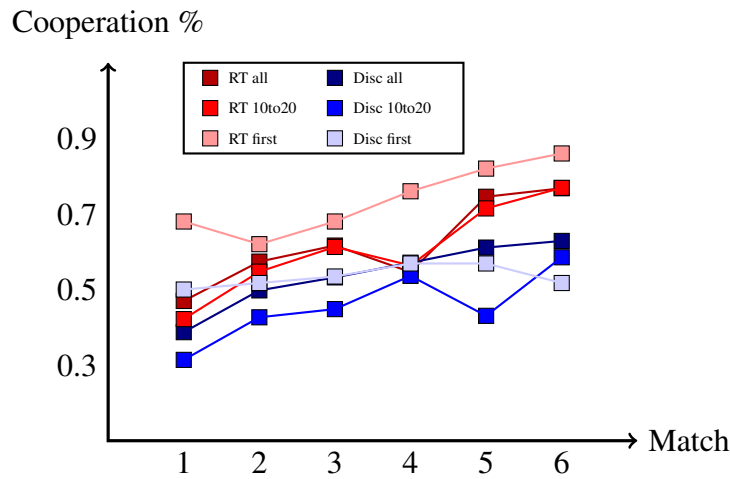 Cooperation %
RT all Disc all
RT 10to20 Disc 10to20
RT first Disc first
0.9
0.7
0.5
0.3
1 2 3 4 5 6
Match